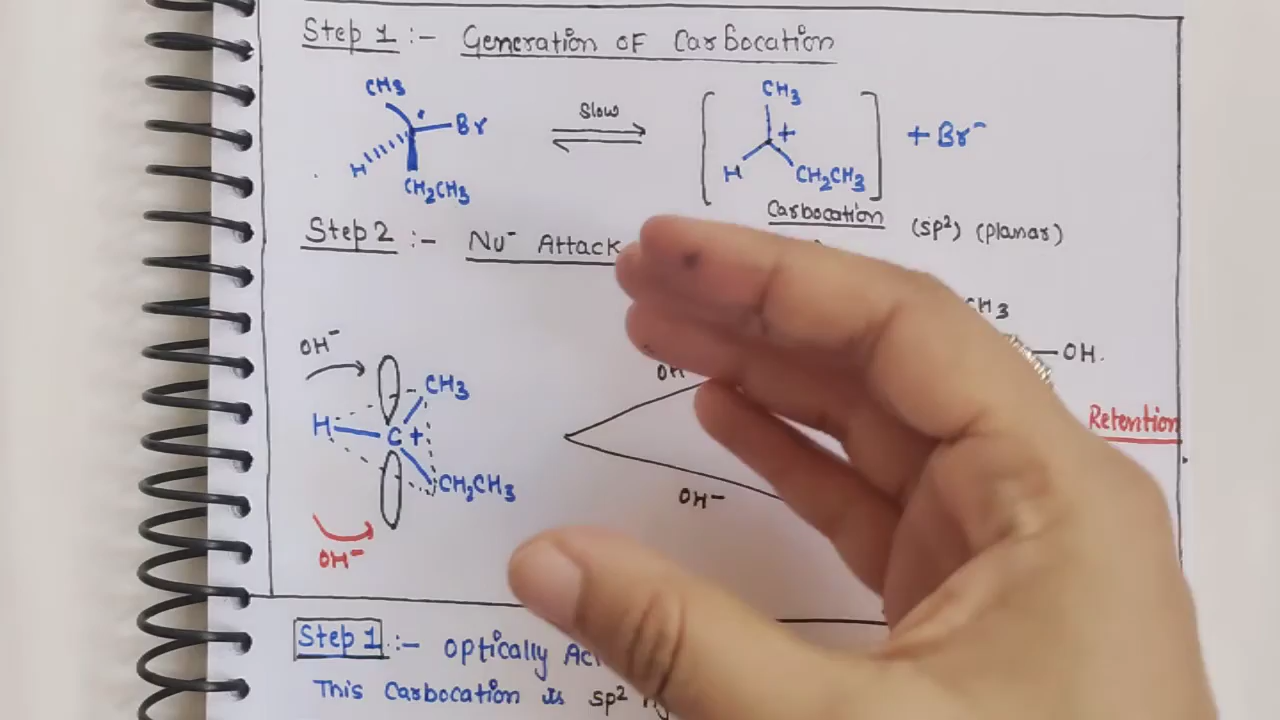 Step 1 :- Generation of Carbocation
CH3
Br
H
CH2CH3
Slow
CH3
+
H
CH2CH3
+ Br⁻
Carbocation (sp²) (planar)
Step 2 :- Nu⁻ Attack
OH⁻
CH3
H
C +
CH2CH3
OH⁻
OH
OH⁻
CH3
OH.
Retention
Step 1 :- Optically
This Carbocation is sp²